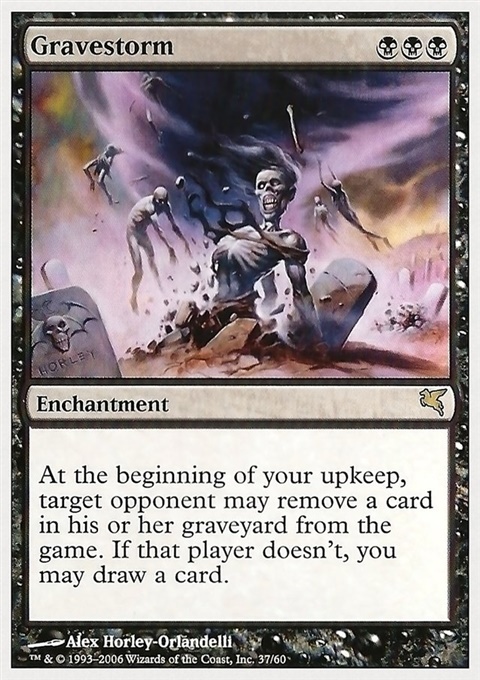 Gravestorm
HORLEY
Enchantment
At the beginning of your upkeep,
target opponent may remove a card
in his or her graveyard from the
game. If that player doesn't, you
may draw a card.
Alex Horley-Orlandelli
™ & © 1993–2006 Wizards of the Coast, Inc. 37/60